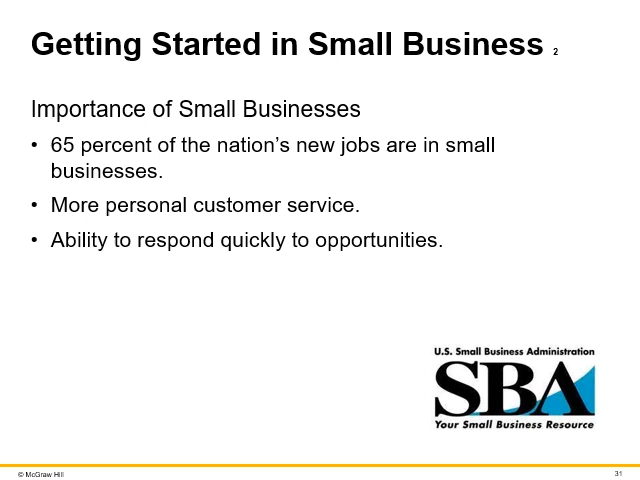 Getting Started in Small Business 2
Importance of Small Businesses
• 65 percent of the nation’s new jobs are in small
businesses.
• More personal customer service.
• Ability to respond quickly to opportunities.
U.S. Small Business Administration
SBA
Your Small Business Resource
© McGraw Hill
31